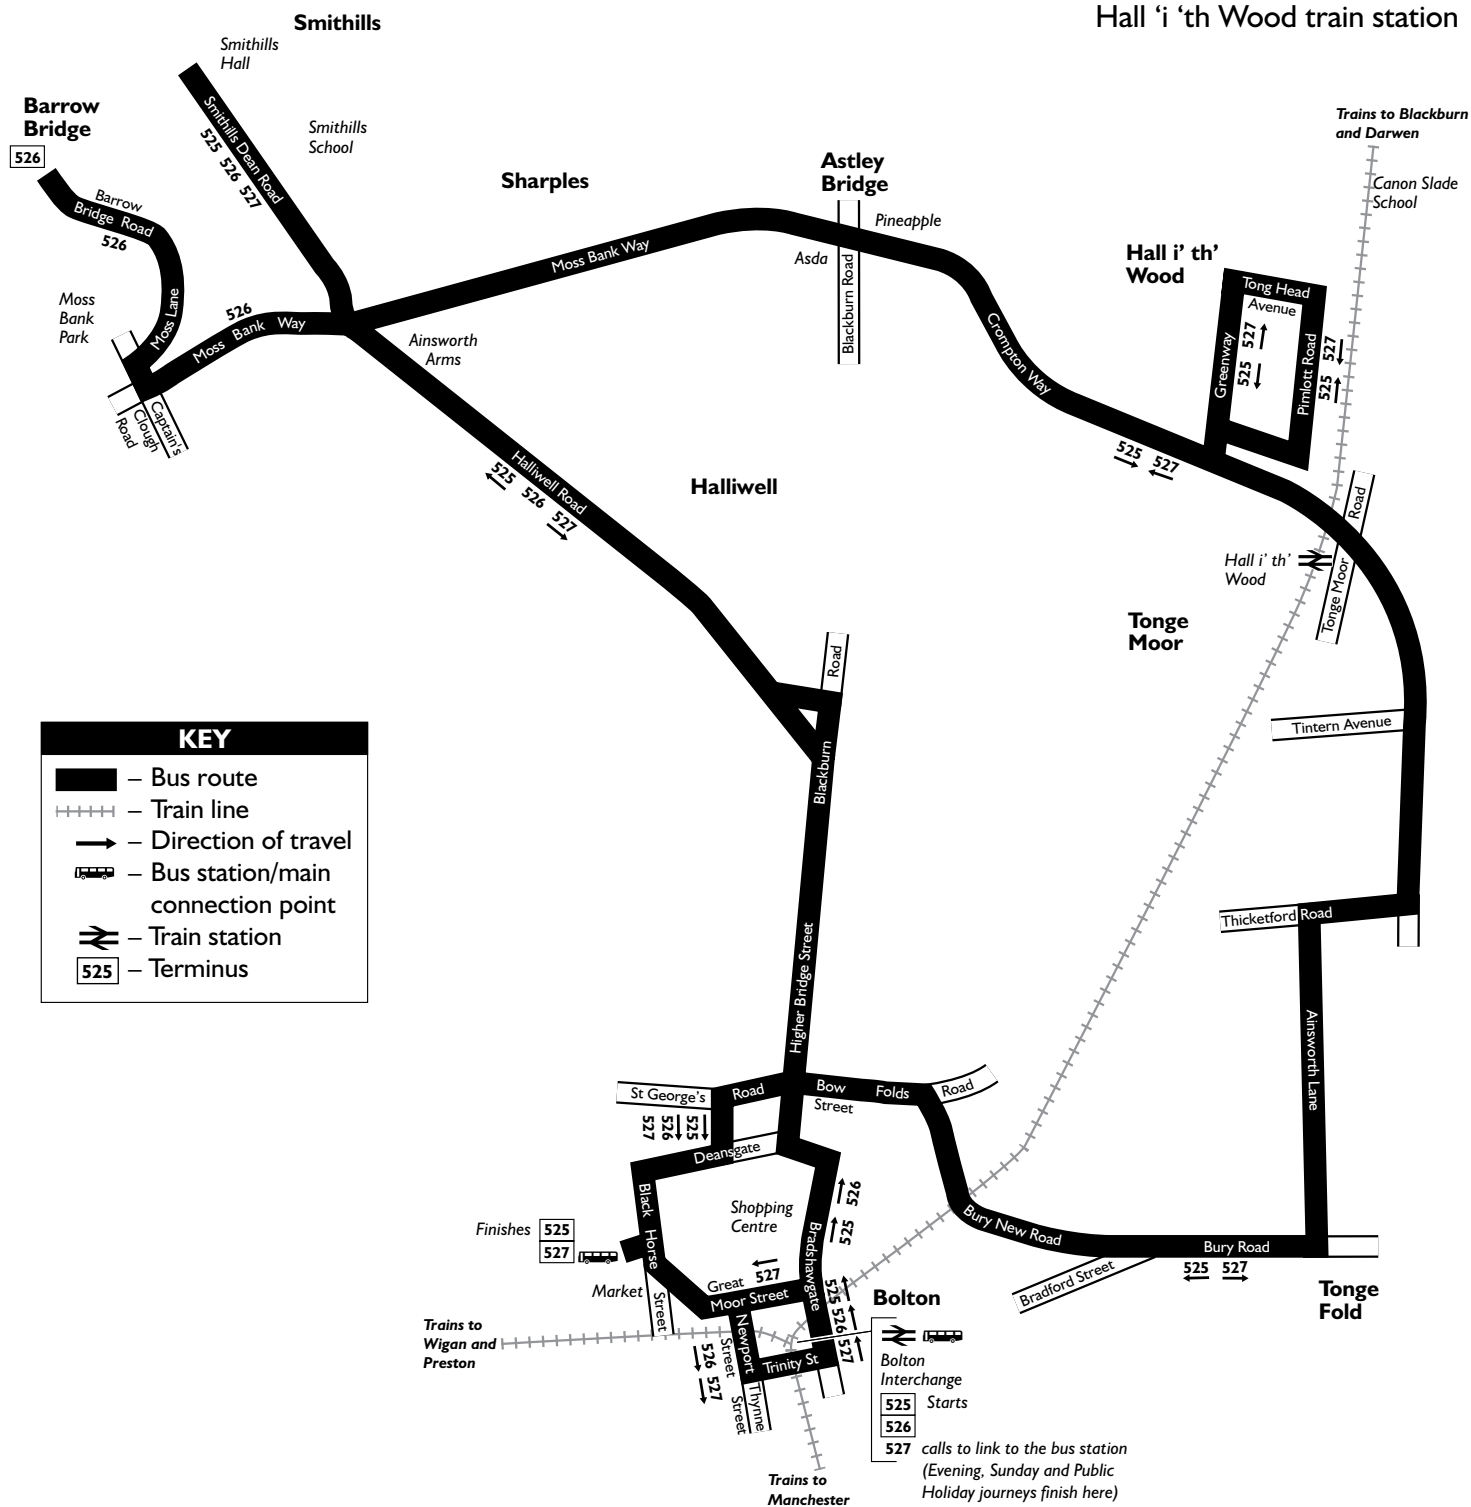 Hall ‘i ‘th Wood train station
Smithills
Smithills
Hall
Barrow
Bridge
526
Smithills Dean Road
525 526 527
Smithills
School
Trains to Blackburn
and Darwen
Canon Slade
School
Sharples
Astley
Bridge
Pineapple
Asda
Blackburn Road
Barrow
Bridge Road
526
Moss
Bank
Park
Moss Lane
526
Moss Bank Way
Captain's
Clough
Road
Moss Bank Way
Ainsworth
Arms
Crompton Way
Hall i’ th’
Wood
Tong Head
Avenue
Greenway
525 527
Pimlott Road
525 527
525 527
Halliwell Road
525 526 527
Halliwell
Road
Tonge Moor
Hall i’ th’
Wood
Tonge
Moor
Road
Blackburn
Tintern Avenue
KEY
– Bus route
– Train line
– Direction of travel
– Bus station/main
connection point
– Train station
525 – Terminus
Thicketford Road
Higher Bridge Street
Ainsworth Lane
St George's Road
Bow Folds Road
Street
527
526
525
Deansgate
Black Horse
Street
Shopping
Centre
Bradshawgate
525 526
Finishes 525
527
Market
Great
Moor Street
527
Newport
Street
Trinity St
Thynne
Street
526 527
525 526 527
Bury New Road
Bury Road
525 527
Bradford Street
Tonge
Fold
Trains to
Wigan and
Preston
Bolton
Bolton
Interchange
525 Starts
526
527 calls to link to the bus station
(Evening, Sunday and Public
Holiday journeys finish here)
Trains to
Manchester